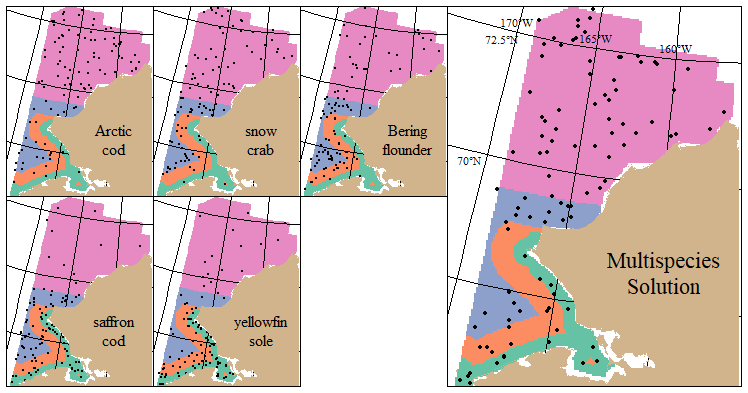 Arctic
cod
snow
crab
Bering
flounder
saffron
cod
yellowfin
sole
170°W
72.5°N
165°W
160°W
70°N
Multispecies
Solution